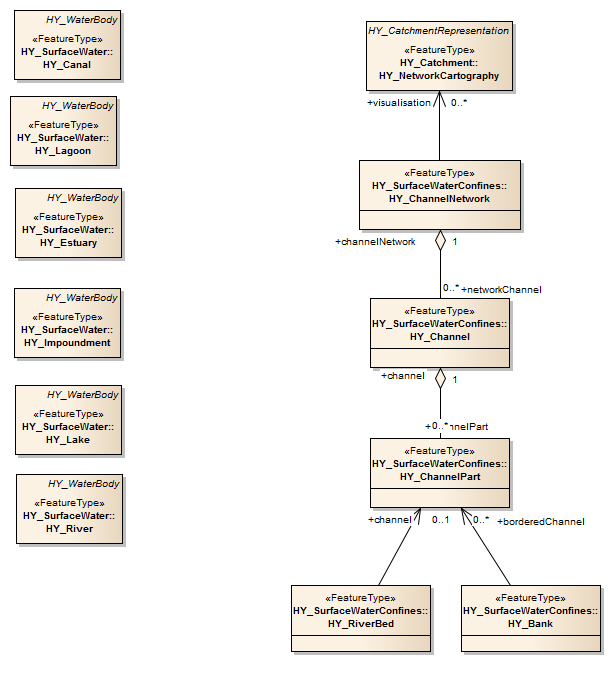 HY_WaterBody
«FeatureType»
HY_SurfaceWater::
HY_Canal
HY_WaterBody
«FeatureType»
HY_SurfaceWater::
HY_Lagoon
HY_WaterBody
«FeatureType»
HY_SurfaceWater::
HY_Estuary
HY_WaterBody
«FeatureType»
HY_SurfaceWater::
HY_Impoundment
HY_WaterBody
«FeatureType»
HY_SurfaceWater::
HY_Lake
HY_WaterBody
«FeatureType»
HY_SurfaceWater::
HY_River
HY_CatchmentRepresentation
«FeatureType»
HY_Catchment::
HY_NetworkCartography
+visualisation 0..*
«FeatureType»
HY_SurfaceWaterConfines::
HY_ChannelNetwork
+channelNetwork 1
0..* +networkChannel
«FeatureType»
HY_SurfaceWaterConfines::
HY_Channel
+channel 1
0..*
«FeatureType»
HY_SurfaceWaterConfines::
HY_ChannelPart
+channel 0..1 0..* +borderedChannel
«FeatureType»
HY_SurfaceWaterConfines::
HY_RiverBed
«FeatureType»
HY_SurfaceWaterConfines::
HY_Bank